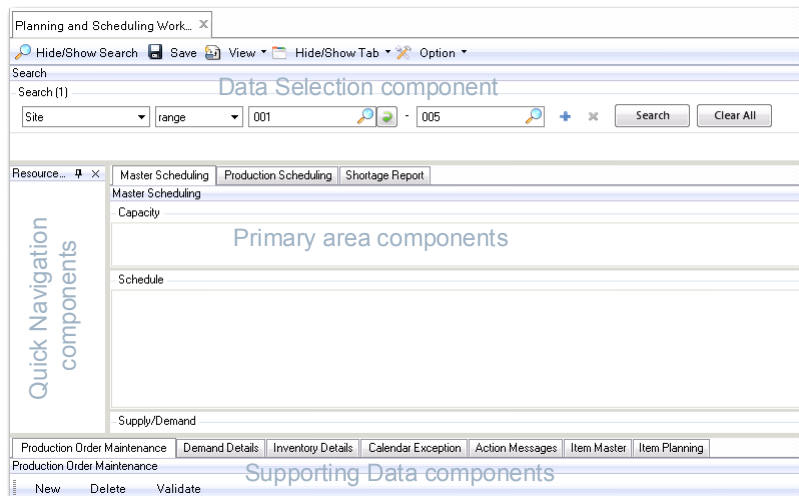 Planning and Scheduling Work...
Hide/Show Search Save View Hide/Show Tab Option
Search
Data Selection component
Search (1)
Site range 001 - 005 Search Clear All
Resource...
Master Scheduling Production Scheduling Shortage Report
Master Scheduling
Capacity
Primary area components
Quick Navigation
components
Schedule
Supply/Demand
Production Order Maintenance Demand Details Inventory Details Calendar Exception Action Messages Item Master Item Planning
Production Order Maintenance
Supporting Data components
New Delete Validate